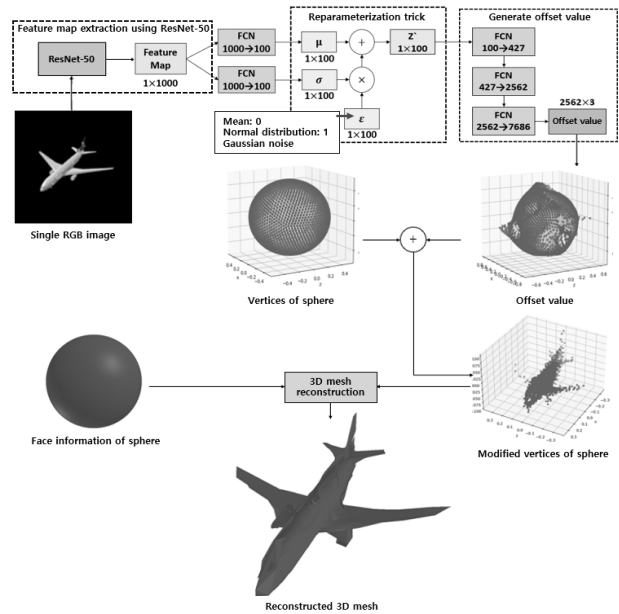 Feature map extraction using ResNet-50
ResNet-50
Feature
Map
1×1000
FCN
1000→100
FCN
1000→100
Reparameterization trick
μ
1×100
+
Z`
1×100
σ
1×100
×
ε
1×100
Mean: 0
Normal distribution: 1
Gaussian noise
Generate offset value
FCN
100→427
FCN
427→2562
FCN
2562→7686
2562×3
Offset value
Single RGB image
Vertices of sphere
+
Offset value
Face information of sphere
3D mesh
reconstruction
Modified vertices of sphere
Reconstructed 3D mesh